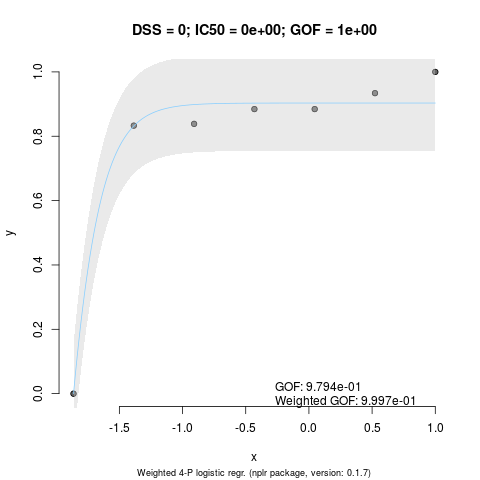 DSS = 0; IC50 = 0e+00; GOF = 1e+00
1.0
0.8
0.6
0.4
0.2
0.0
y
GOF: 9.794e-01
Weighted GOF: 9.997e-01
-1.5 -1.0 -0.5 0.0 0.5 1.0
x
Weighted 4-P logistic regr. (nplr package, version: 0.1.7)